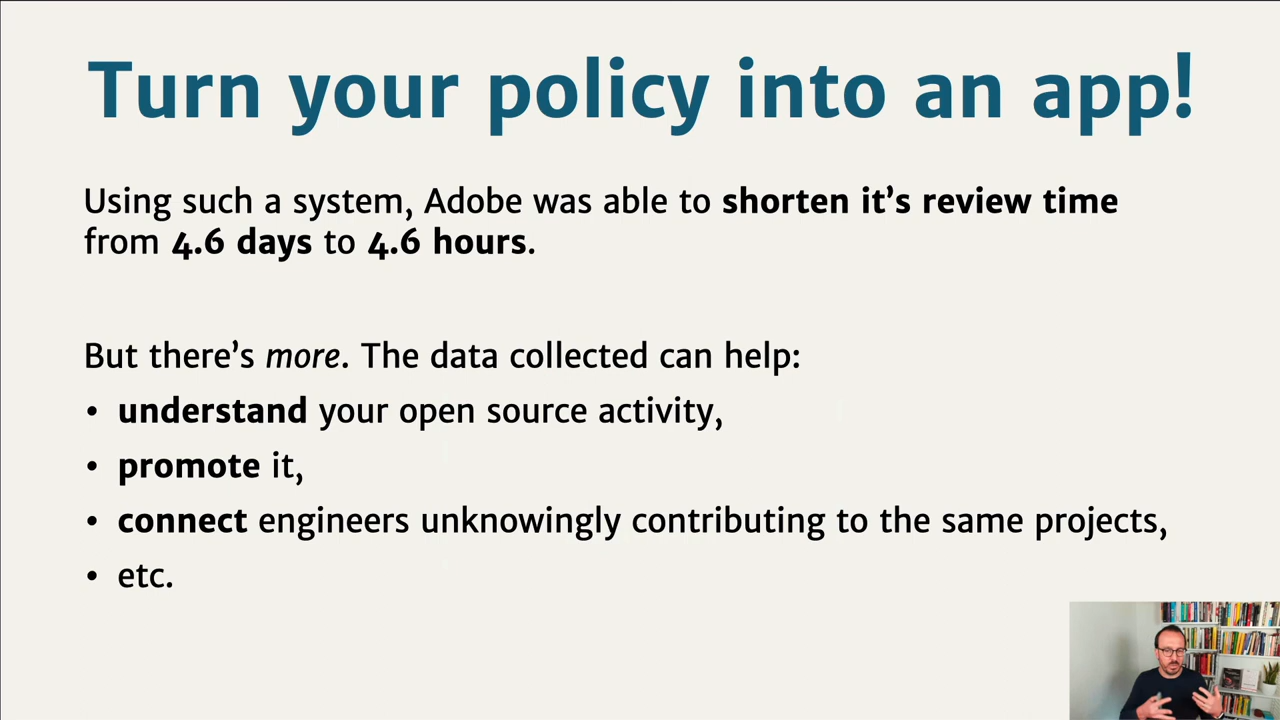 Turn your policy into an app!
Using such a system, Adobe was able to shorten it’s review time
from 4.6 days to 4.6 hours.
But there’s more. The data collected can help:
• understand your open source activity,
• promote it,
• connect engineers unknowingly contributing to the same projects,
• etc.